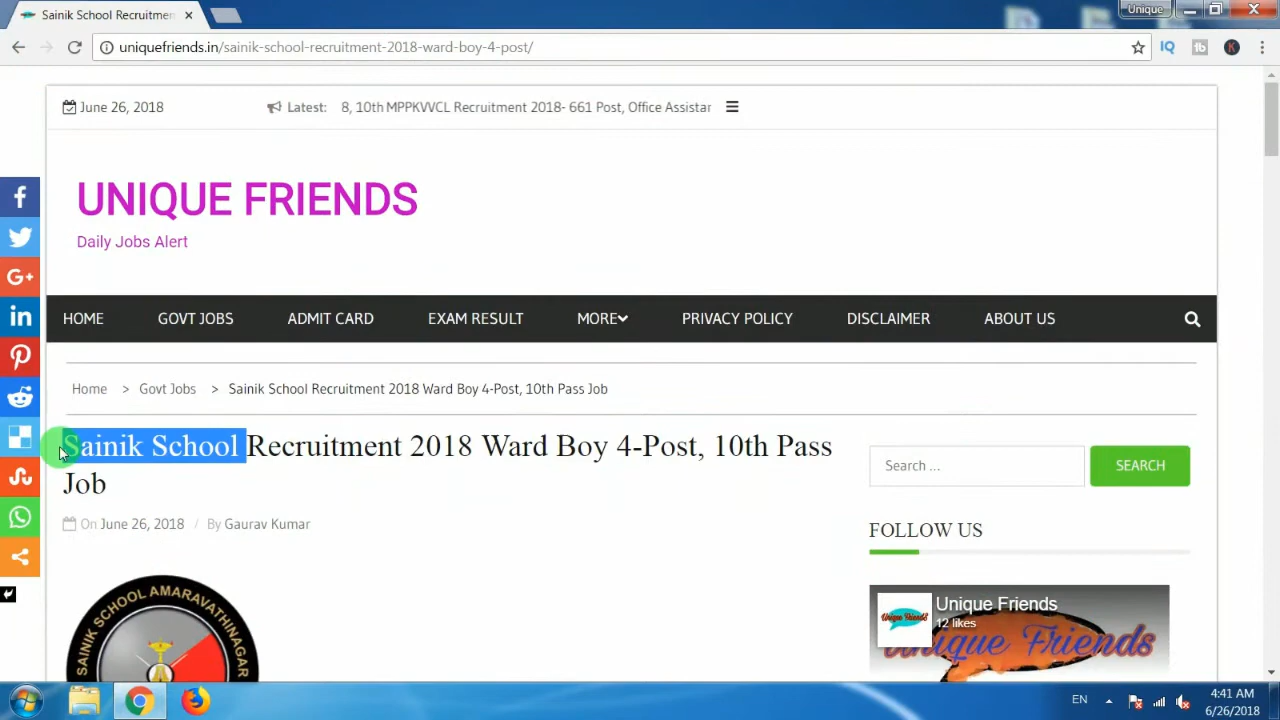 Sainik School Recruitmen
Unique
uniquefriends.in/sainik-school-recruitment-2018-ward-boy-4-post/
June 26, 2018
Latest: 8, 10th MPPKVVCL Recruitment 2018- 661 Post, Office Assistar
UNIQUE FRIENDS
Daily Jobs Alert
HOME GOVT JOBS ADMIT CARD EXAM RESULT MORE PRIVACY POLICY DISCLAIMER ABOUT US
Home > Govt Jobs > Sainik School Recruitment 2018 Ward Boy 4-Post, 10th Pass Job
Sainik School Recruitment 2018 Ward Boy 4-Post, 10th Pass
Job
On June 26, 2018 / By Gaurav Kumar
Search ...
SEARCH
FOLLOW US
Unique Friends
12 likes
Unique Friends
SAINIK SCHOOL AMARAVATHINAGAR
EN
4:41 AM
6/26/2018